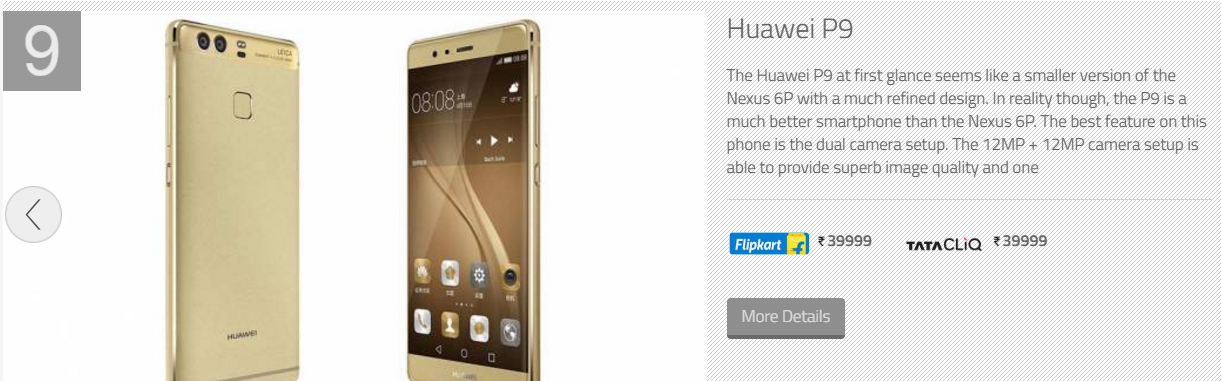 9
LEICA
HUAWEI
08:08
08:08
HUAWEI
Huawei P9
The Huawei P9 at first glance seems like a smaller version of the
Nexus 6P with a much refined design. In reality though, the P9 is a
much better smartphone than the Nexus 6P. The best feature on this
phone is the dual camera setup. The 12MP + 12MP camera setup is
able to provide superb image quality and one
Flipkart ₹ 39999 TATA CLiQ ₹ 39999
More Details